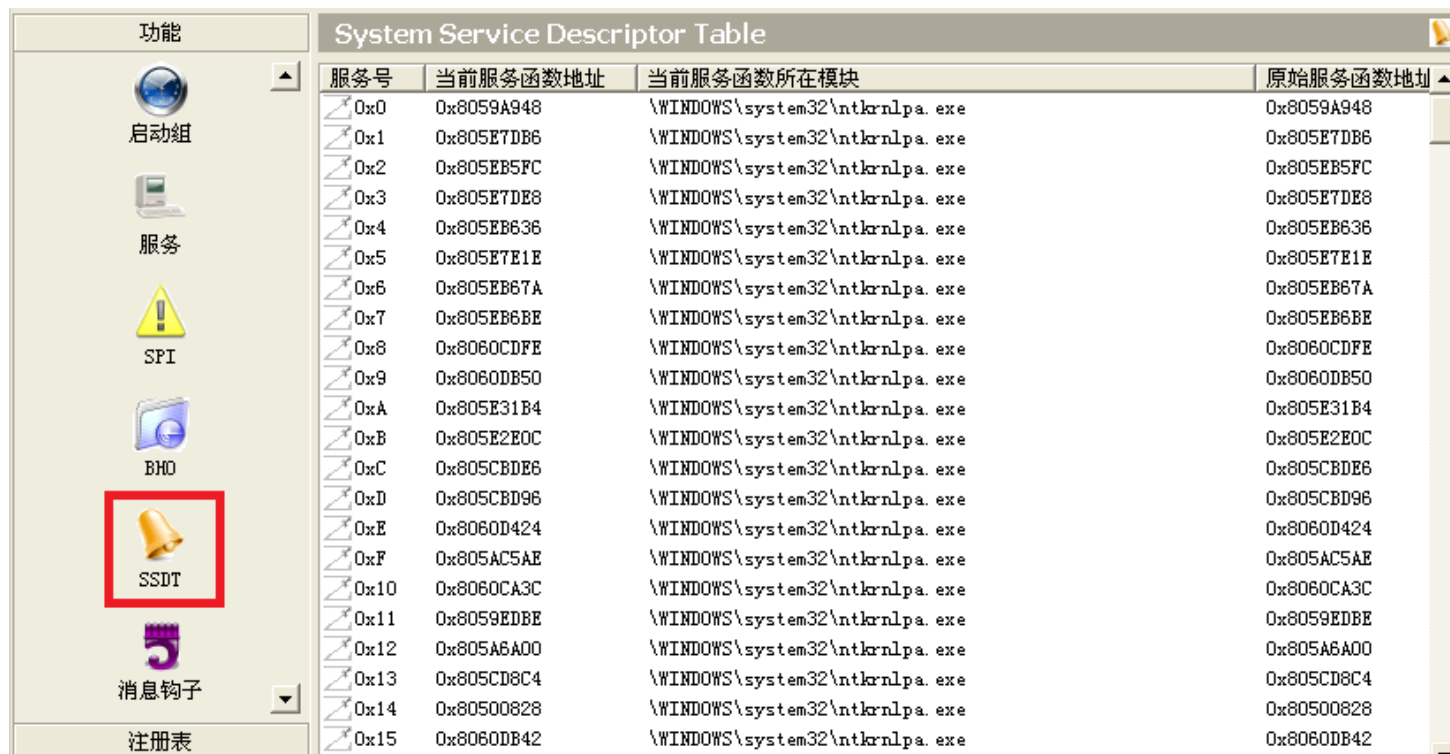 功能
启动组
服务
SPI
BHO
SSDT
消息钩子
注册表
System Service Descriptor Table
服务号 当前服务函数地址 当前服务函数所在模块 原始服务函数地址
0x0 0x8059A948 \WINDOWS\system32\ntkrnlpa.exe 0x8059A948
0x1 0x805E7DB6 \WINDOWS\system32\ntkrnlpa.exe 0x805E7DB6
0x2 0x805EB5FC \WINDOWS\system32\ntkrnlpa.exe 0x805EB5FC
0x3 0x805E7DE8 \WINDOWS\system32\ntkrnlpa.exe 0x805E7DE8
0x4 0x805EB636 \WINDOWS\system32\ntkrnlpa.exe 0x805EB636
0x5 0x805E7E1E \WINDOWS\system32\ntkrnlpa.exe 0x805E7E1E
0x6 0x805EB67A \WINDOWS\system32\ntkrnlpa.exe 0x805EB67A
0x7 0x805EB6BE \WINDOWS\system32\ntkrnlpa.exe 0x805EB6BE
0x8 0x8060CDFE \WINDOWS\system32\ntkrnlpa.exe 0x8060CDFE
0x9 0x8060DB50 \WINDOWS\system32\ntkrnlpa.exe 0x8060DB50
0xA 0x805E31B4 \WINDOWS\system32\ntkrnlpa.exe 0x805E31B4
0xB 0x805E2E0C \WINDOWS\system32\ntkrnlpa.exe 0x805E2E0C
0xC 0x805CBDE6 \WINDOWS\system32\ntkrnlpa.exe 0x805CBDE6
0xD 0x805CBD96 \WINDOWS\system32\ntkrnlpa.exe 0x805CBD96
0xE 0x8060D424 \WINDOWS\system32\ntkrnlpa.exe 0x8060D424
0xF 0x805AC5AE \WINDOWS\system32\ntkrnlpa.exe 0x805AC5AE
0x10 0x8060CA3C \WINDOWS\system32\ntkrnlpa.exe 0x8060CA3C
0x11 0x8059EDBE \WINDOWS\system32\ntkrnlpa.exe 0x8059EDBE
0x12 0x805A6A00 \WINDOWS\system32\ntkrnlpa.exe 0x805A6A00
0x13 0x805CD8C4 \WINDOWS\system32\ntkrnlpa.exe 0x805CD8C4
0x14 0x80500828 \WINDOWS\system32\ntkrnlpa.exe 0x80500828
0x15 0x8060DB42 \WINDOWS\system32\ntkrnlpa.exe 0x8060DB42